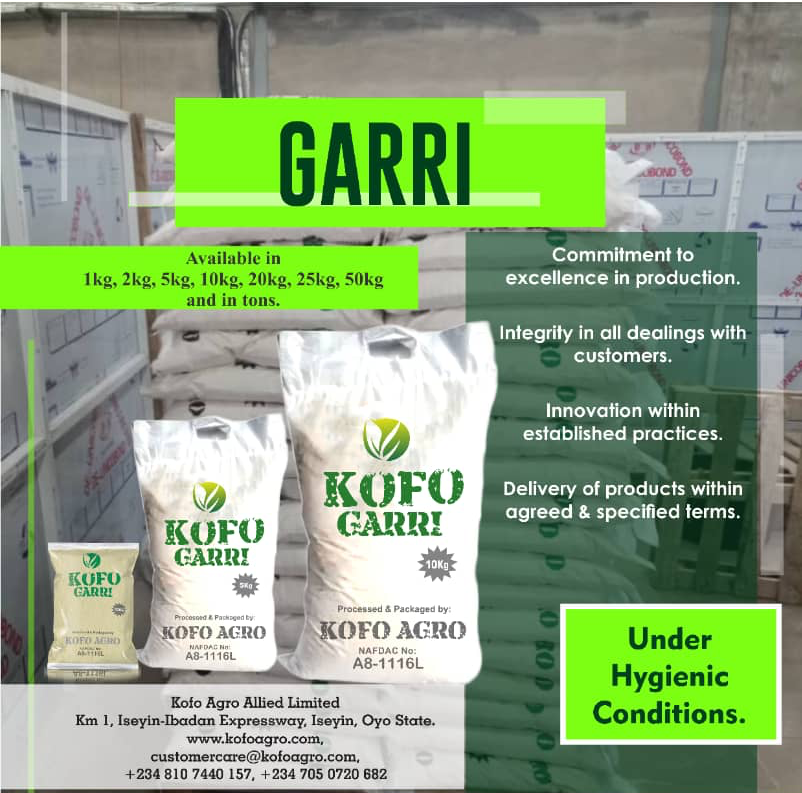 GARRI
Available in
1kg, 2kg, 5kg, 10kg, 20kg, 25kg, 50kg
and in tons.
Commitment to
excellence in production.
Integrity in all dealings with
customers.
Innovation within
established practices.
Delivery of products within
agreed & specified terms.
KOFO
GARRI
KOFO AGRO
A8-1116L
KOFO
GARRI
5Kg
Processed & Packaged by:
KOFO AGRO
NAFDAC No:
A8-1116L
KOFO
GARRI
10Kg
Processed & Packaged by:
KOFO AGRO
NAFDAC No:
A8-1116L
Under
Hygienic
Conditions.
Kofo Agro Allied Limited
Km 1, Iseyin-Ibadan Expressway, Iseyin, Oyo State.
www.kofoagro.com,
customercare@kofoagro.com,
+234 810 7440 157, +234 705 0720 682